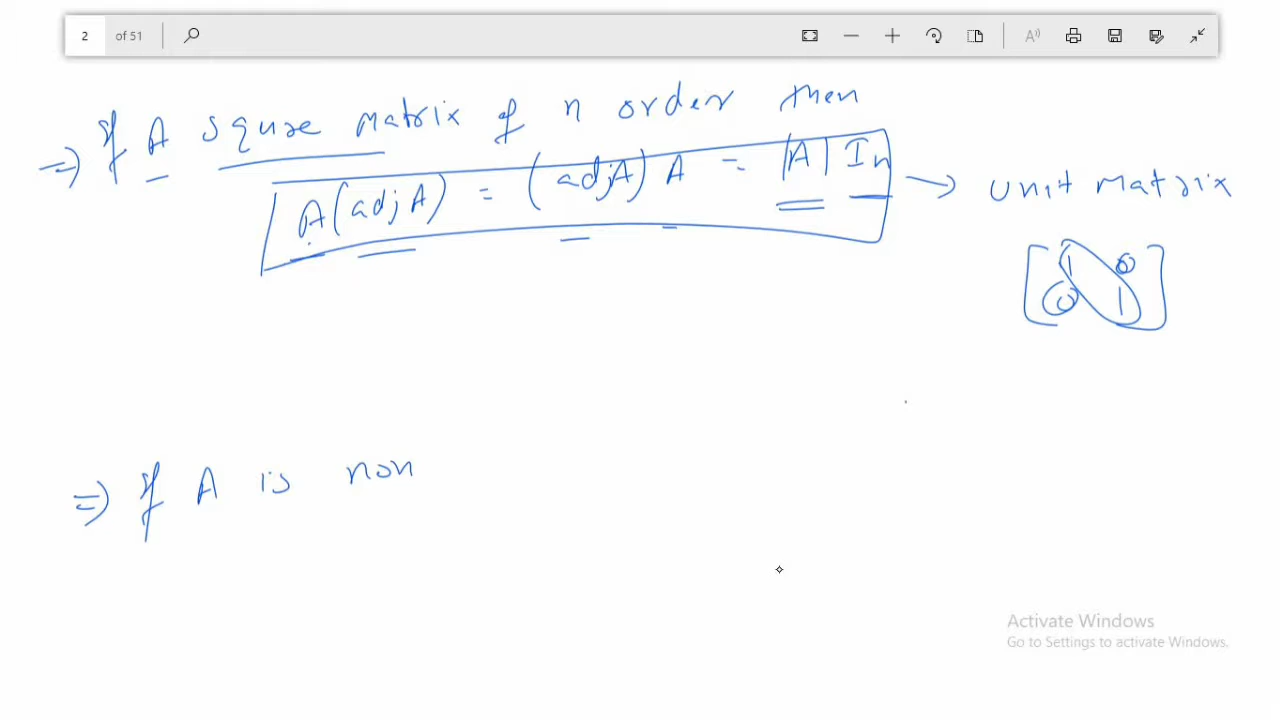 2 of 51
=> If A squre matrix of n order then
A(adj A) = (adjA) A = |A| In -> unit matrix
[1 0
0 1]
=> If A is non
Activate Windows
Go to Settings to activate Windows.